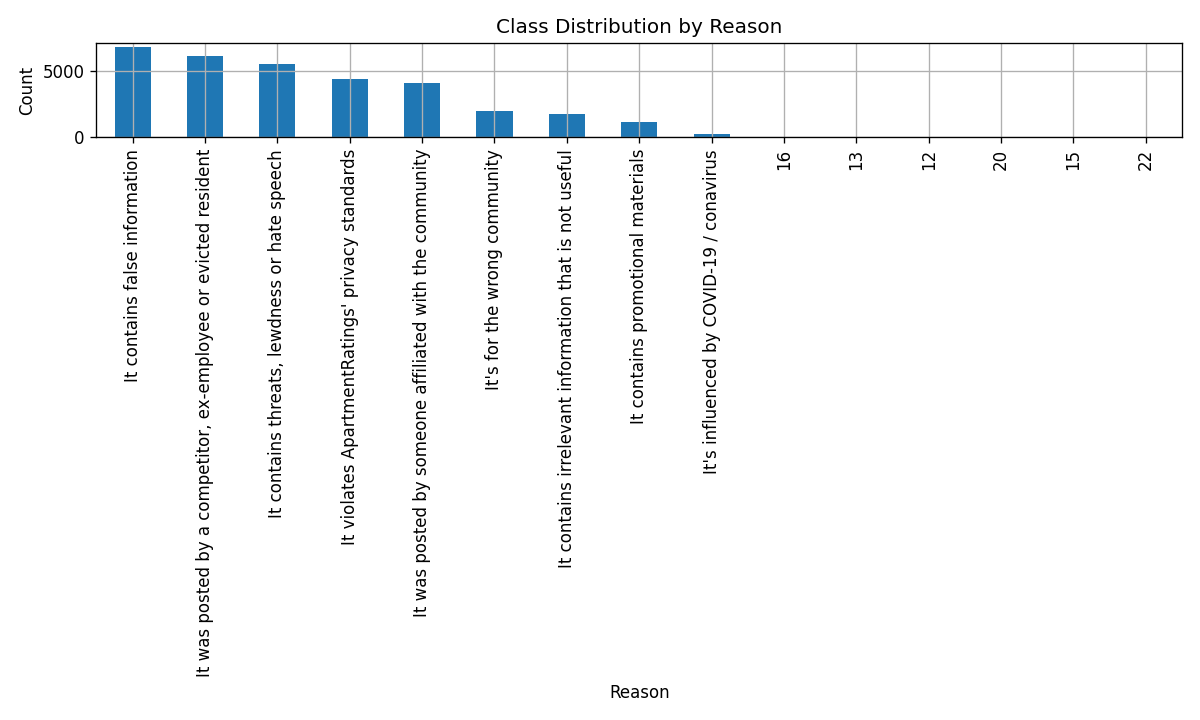 Class Distribution by Reason
Count
5000
0
It contains false information
It was posted by a competitor, ex-employee or evicted resident
It contains threats, lewdness or hate speech
It violates ApartmentRatings' privacy standards
It was posted by someone affiliated with the community
It's for the wrong community
It contains irrelevant information that is not useful
It contains promotional materials
It's influenced by COVID-19 / conavirus
16
13
12
20
15
22
Reason